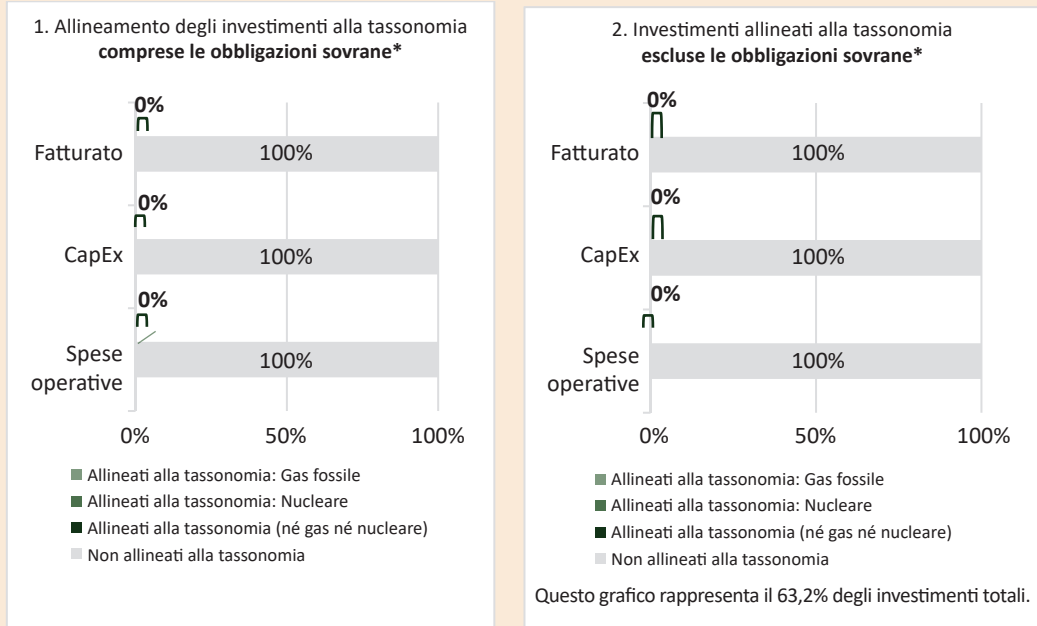 1. Allineamento degli investimenti alla tassonomia
comprese le obbligazioni sovrane*
0%
Fatturato
100%
0%
CapEx
100%
0%
Spese
operative
100%
0%
50%
100%
Allineati alla tassonomia: Gas fossile
Allineati alla tassonomia: Nucleare
Allineati alla tassonomia (né gas né nucleare)
Non allineati alla tassonomia
2. Investimenti allineati alla tassonomia
escluse le obbligazioni sovrane*
0%
Fatturato
100%
0%
CapEx
100%
0%
Spese
operative
100%
0%
50%
100%
Allineati alla tassonomia: Gas fossile
Allineati alla tassonomia: Nucleare
Allineati alla tassonomia (né gas né nucleare)
Non allineati alla tassonomia
Questo grafico rappresenta il 63,2% degli investimenti totali.